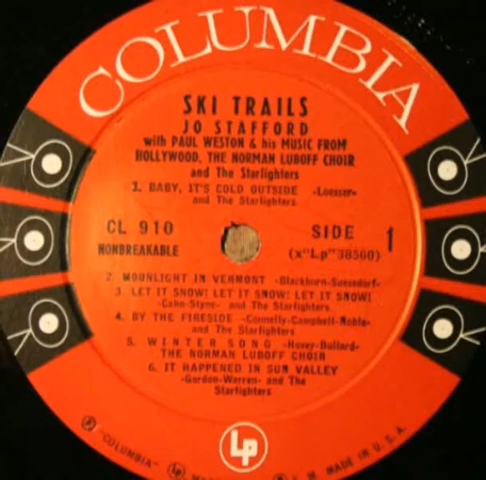 COLUMBIA
SKI TRAILS
JO STAFFORD
with PAUL WESTON & his MUSIC FROM
HOLLYWOOD, THE NORMAN LUBOFF CHOIR
and The Starlighters
1. BABY, IT'S COLD OUTSIDE -Loesser-
and The Starlighters
CL 910
NONBREAKABLE
SIDE 1
(x"Lp"38560)
2. MOONLIGHT IN VERMONT -Blackburn-Suessdorf-
3. LET IT SNOW! LET IT SNOW! LET IT SNOW!
-Cahn-Styne- and The Starlighters
4. BY THE FIRESIDE -Connelly-Campbell-Noble-
and The Starlighters
5. WINTER SONG -Hovey-Bullard-
THE NORMAN LUBOFF CHOIR
6. IT HAPPENED IN SUN VALLEY
-Gordon-Warren- and The
Starlighters
LP
"COLUMBIA" MADE IN U.S.A.